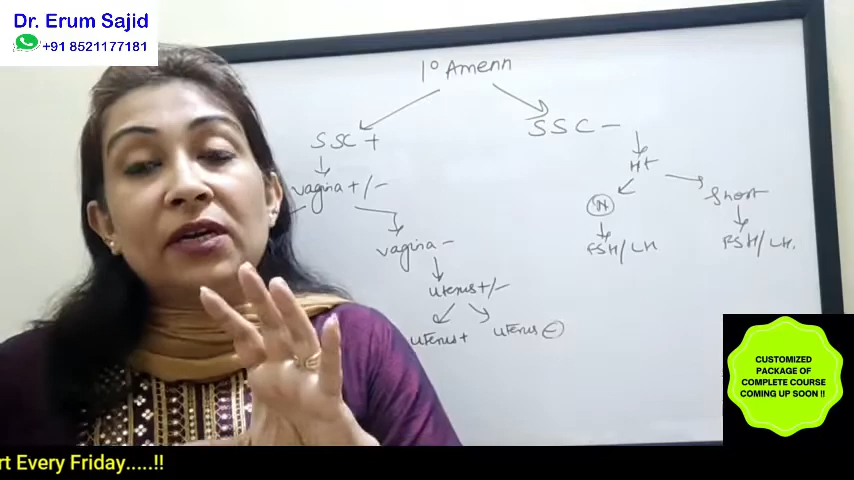 Dr. Erum Sajid
+91 8521177181
1° Amenn
SSC +
SSC -
vagina +/-
Ht
N
short
vagina -
FSH/LH
FSH/LH.
uterus +/-
uterus +
uterus -
CUSTOMIZED
PACKAGE OF
COMPLETE COURSE
COMING UP SOON !!
rt Every Friday.....!!